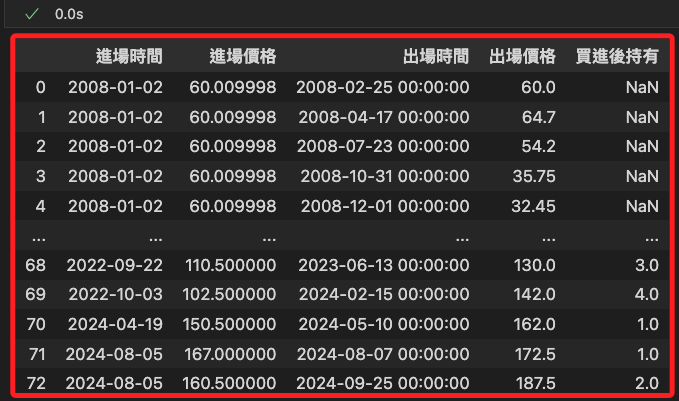 0.0s
進場時間 進場價格 出場時間 出場價格 買進後持有
0 2008-01-02 60.009998 2008-02-25 00:00:00 60.0 NaN
1 2008-01-02 60.009998 2008-04-17 00:00:00 64.7 NaN
2 2008-01-02 60.009998 2008-07-23 00:00:00 54.2 NaN
3 2008-01-02 60.009998 2008-10-31 00:00:00 35.75 NaN
4 2008-01-02 60.009998 2008-12-01 00:00:00 32.45 NaN
... ... ... ... ... ...
68 2022-09-22 110.500000 2023-06-13 00:00:00 130.0 3.0
69 2022-10-03 102.500000 2024-02-15 00:00:00 142.0 4.0
70 2024-04-19 150.500000 2024-05-10 00:00:00 162.0 1.0
71 2024-08-05 167.000000 2024-08-07 00:00:00 172.5 1.0
72 2024-08-05 160.500000 2024-09-25 00:00:00 187.5 2.0